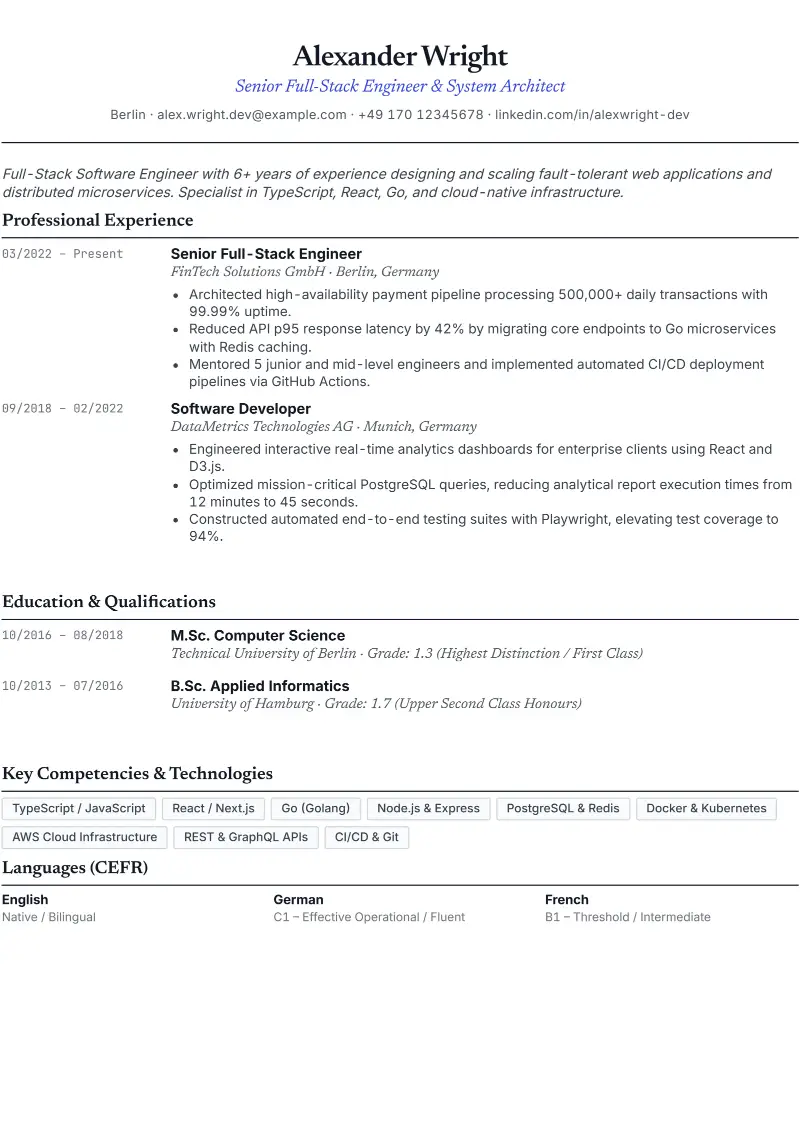 Alexander Wright
Senior Full-Stack Engineer & System Architect
Berlin · alex.wright.dev@example.com · +49 170 12345678 · linkedin.com/in/alexwright-dev
Full-Stack Software Engineer with 6+ years of experience designing and scaling fault-tolerant web applications and
distributed microservices. Specialist in TypeScript, React, Go, and cloud-native infrastructure.
Professional Experience
03/2022 – Present
Senior Full-Stack Engineer
FinTech Solutions GmbH · Berlin, Germany
• Architected high-availability payment pipeline processing 500,000+ daily transactions with
99.99% uptime.
• Reduced API p95 response latency by 42% by migrating core endpoints to Go microservices
with Redis caching.
• Mentored 5 junior and mid-level engineers and implemented automated CI/CD deployment
pipelines via GitHub Actions.
09/2018 – 02/2022
Software Developer
DataMetrics Technologies AG · Munich, Germany
• Engineered interactive real-time analytics dashboards for enterprise clients using React and
D3.js.
• Optimized mission-critical PostgreSQL queries, reducing analytical report execution times from
12 minutes to 45 seconds.
• Constructed automated end-to-end testing suites with Playwright, elevating test coverage to
94%.
Education & Qualifications
10/2016 – 08/2018
M.Sc. Computer Science
Technical University of Berlin · Grade: 1.3 (Highest Distinction / First Class)
10/2013 – 07/2016
B.Sc. Applied Informatics
University of Hamburg · Grade: 1.7 (Upper Second Class Honours)
Key Competencies & Technologies
TypeScript / JavaScript React / Next.js Go (Golang) Node.js & Express PostgreSQL & Redis Docker & Kubernetes
AWS Cloud Infrastructure REST & GraphQL APIs CI/CD & Git
Languages (CEFR)
English German French
Native / Bilingual C1 – Effective Operational / Fluent B1 – Threshold / Intermediate